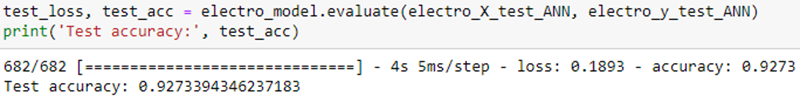 test_loss, test_acc = electro_model.evaluate(electro_X_test_ANN, electro_y_test_ANN)
print('Test accuracy:', test_acc)
682/682 [==============================] - 4s 5ms/step - loss: 0.1893 - accuracy: 0.9273
Test accuracy: 0.9273394346237183